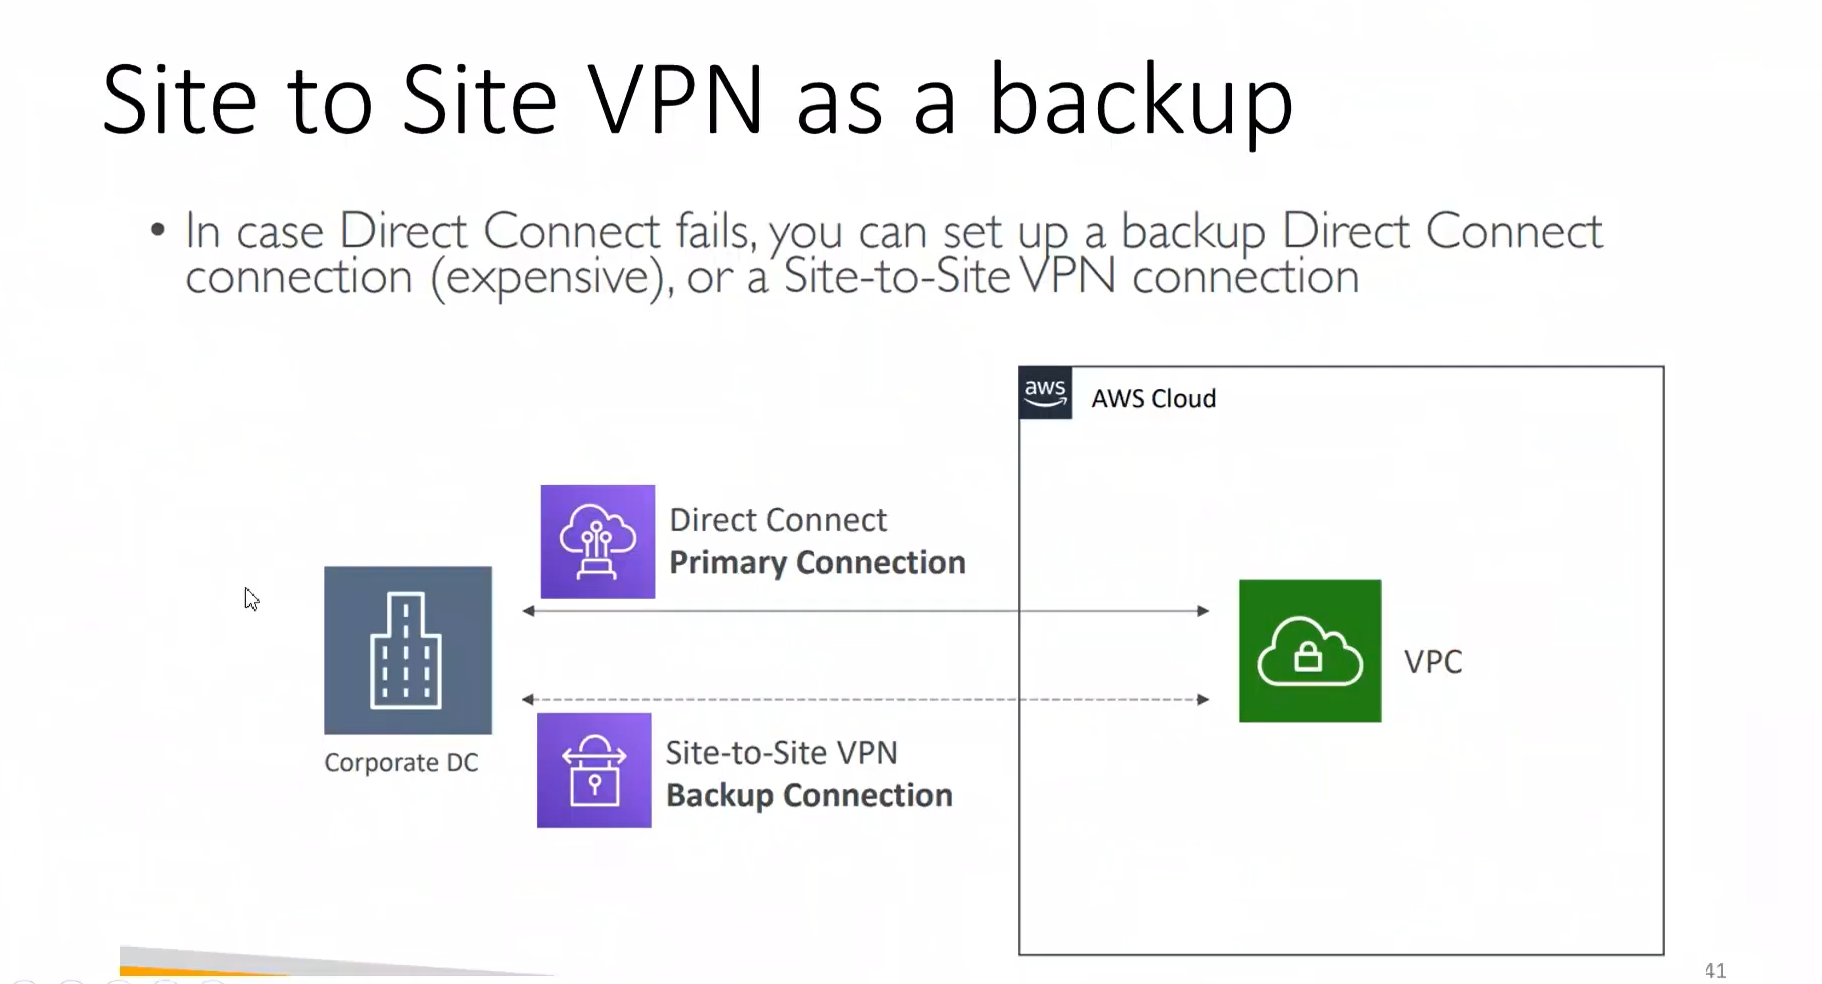 Site to Site VPN as a backup
• In case Direct Connect fails, you can set up a backup Direct Connect
connection (expensive), or a Site-to-Site VPN connection
aws
AWS Cloud
Direct Connect
Primary Connection
VPC
Corporate DC
Site-to-Site VPN
Backup Connection
41